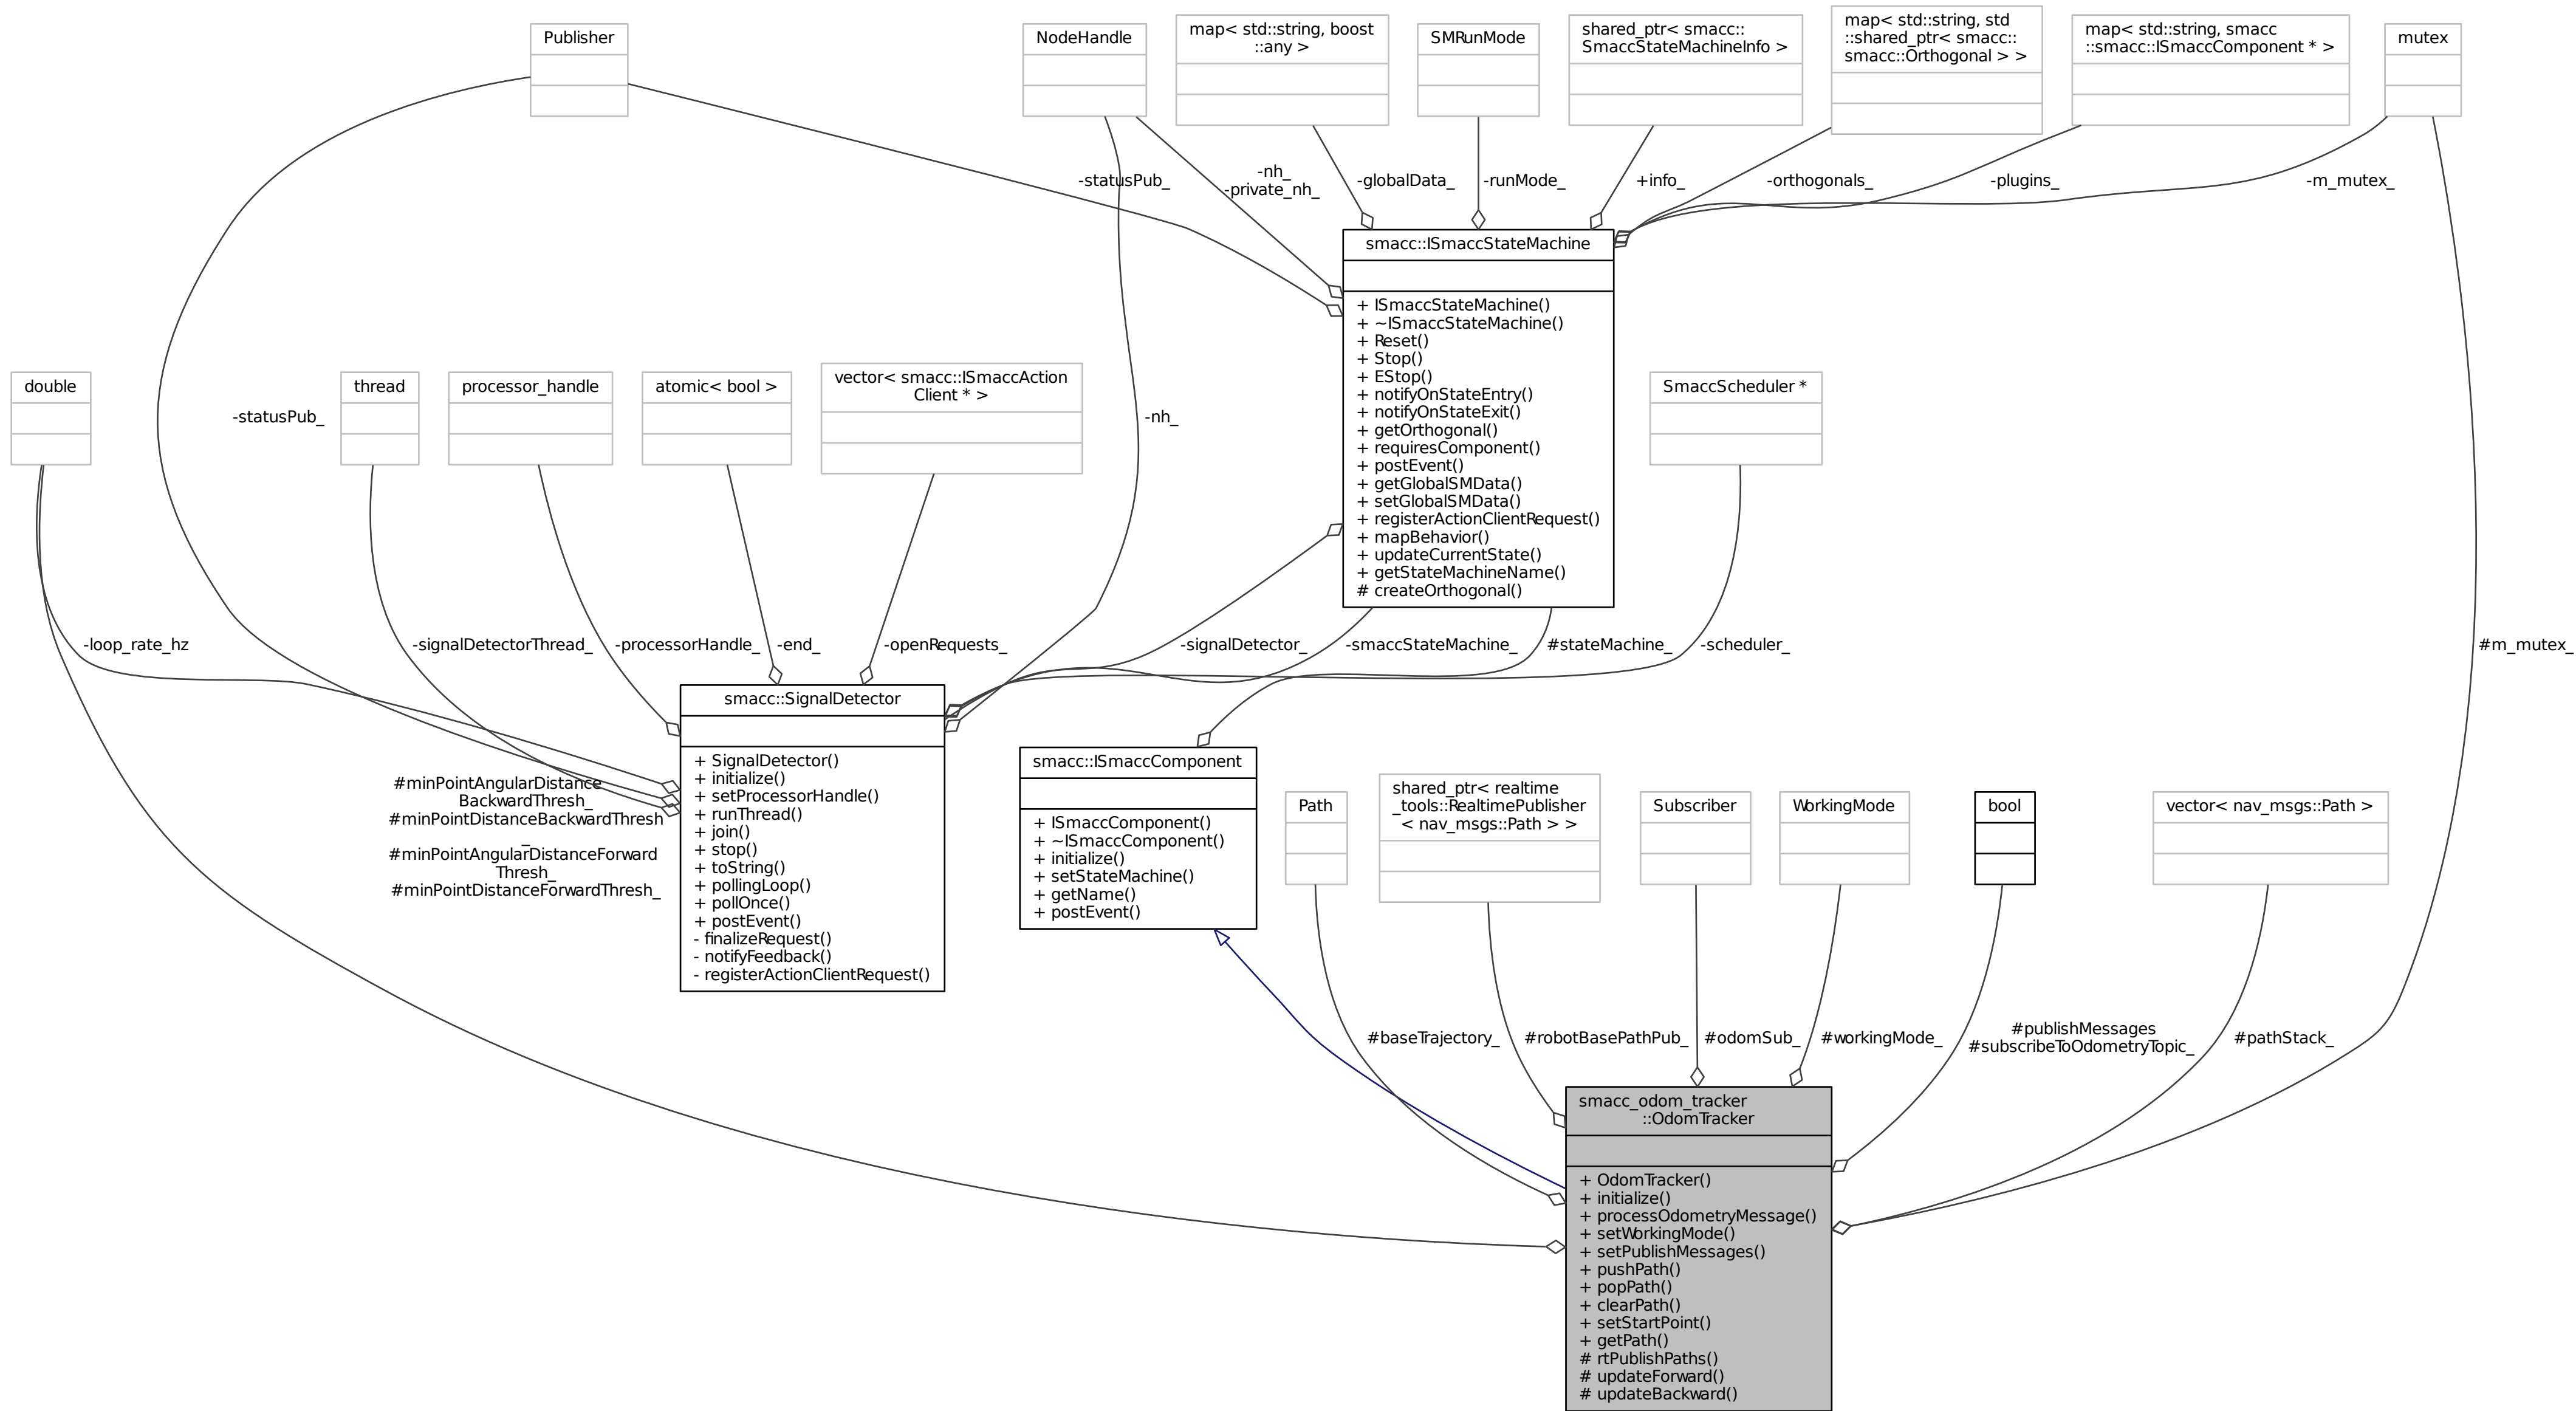 Publisher
NodeHandle
map< std::string, boost
::any >
SMRunMode
shared_ptr< smacc::
SmaccStateMachineInfo >
map< std::string, std
::shared_ptr< smacc::
smacc::Orthogonal > >
map< std::string, smacc
::smacc::ISmaccComponent * >
mutex
-statusPub_
-nh_
-private_nh_
-globalData_
-runMode_
+info_
-orthogonals_
-plugins_
-m_mutex_
smacc::ISmaccStateMachine
+ ISmaccStateMachine()
+ ~ISmaccStateMachine()
+ Reset()
+ Stop()
+ EStop()
+ notifyOnStateEntry()
+ notifyOnStateExit()
+ getOrthogonal()
+ requiresComponent()
+ postEvent()
+ getGlobalSMData()
+ setGlobalSMData()
+ registerActionClientRequest()
+ mapBehavior()
+ updateCurrentState()
+ getStateMachineName()
# createOrthogonal()
double
thread
processor_handle
atomic< bool >
vector< smacc::ISmaccAction
Client * >
SmaccScheduler *
-statusPub_
-nh_
-loop_rate_hz
-signalDetectorThread_
-processorHandle_
-end_
-openRequests_
-signalDetector_
-smaccStateMachine_
#stateMachine_
-scheduler_
#m_mutex_
smacc::SignalDetector
+ SignalDetector()
+ initialize()
+ setProcessorHandle()
+ runThread()
+ join()
+ stop()
+ toString()
+ pollingLoop()
+ pollOnce()
+ postEvent()
- finalizeRequest()
- notifyFeedback()
- registerActionClientRequest()
#minPointAngularDistance
BackwardThresh_
#minPointDistanceBackwardThresh
_
#minPointAngularDistanceForward
Thresh_
#minPointDistanceForwardThresh_
smacc::ISmaccComponent
+ ISmaccComponent()
+ ~ISmaccComponent()
+ initialize()
+ setStateMachine()
+ getName()
+ postEvent()
Path
shared_ptr< realtime
_tools::RealtimePublisher
< nav_msgs::Path > >
Subscriber
WorkingMode
bool
vector< nav_msgs::Path >
#baseTrajectory_
#robotBasePathPub_
#odomSub_
#workingMode_
#publishMessages
#subscribeToOdometryTopic_
#pathStack_
smacc_odom_tracker
::OdomTracker
+ OdomTracker()
+ initialize()
+ processOdometryMessage()
+ setWorkingMode()
+ setPublishMessages()
+ pushPath()
+ popPath()
+ clearPath()
+ setStartPoint()
+ getPath()
# rtPublishPaths()
# updateForward()
# updateBackward()